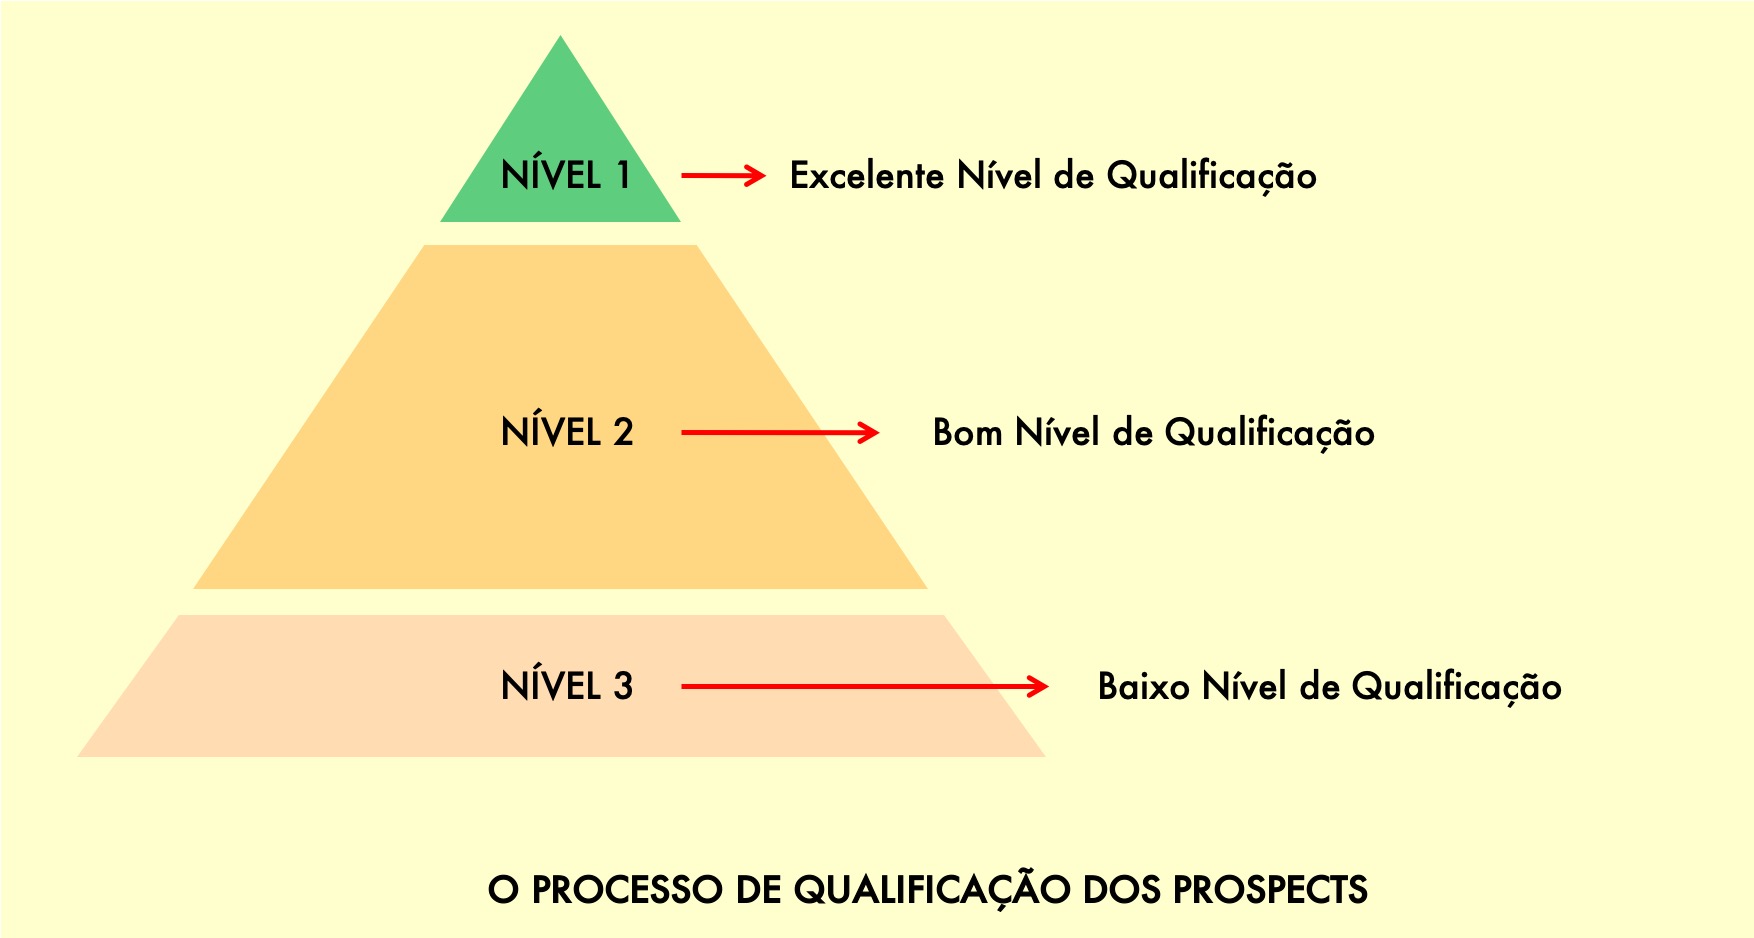 NÍVEL 1 Excelente Nível de Qualificação
NÍVEL 2 Bom Nível de Qualificação
NÍVEL 3 Baixo Nível de Qualificação
O PROCESSO DE QUALIFICAÇÃO DOS PROSPECTS